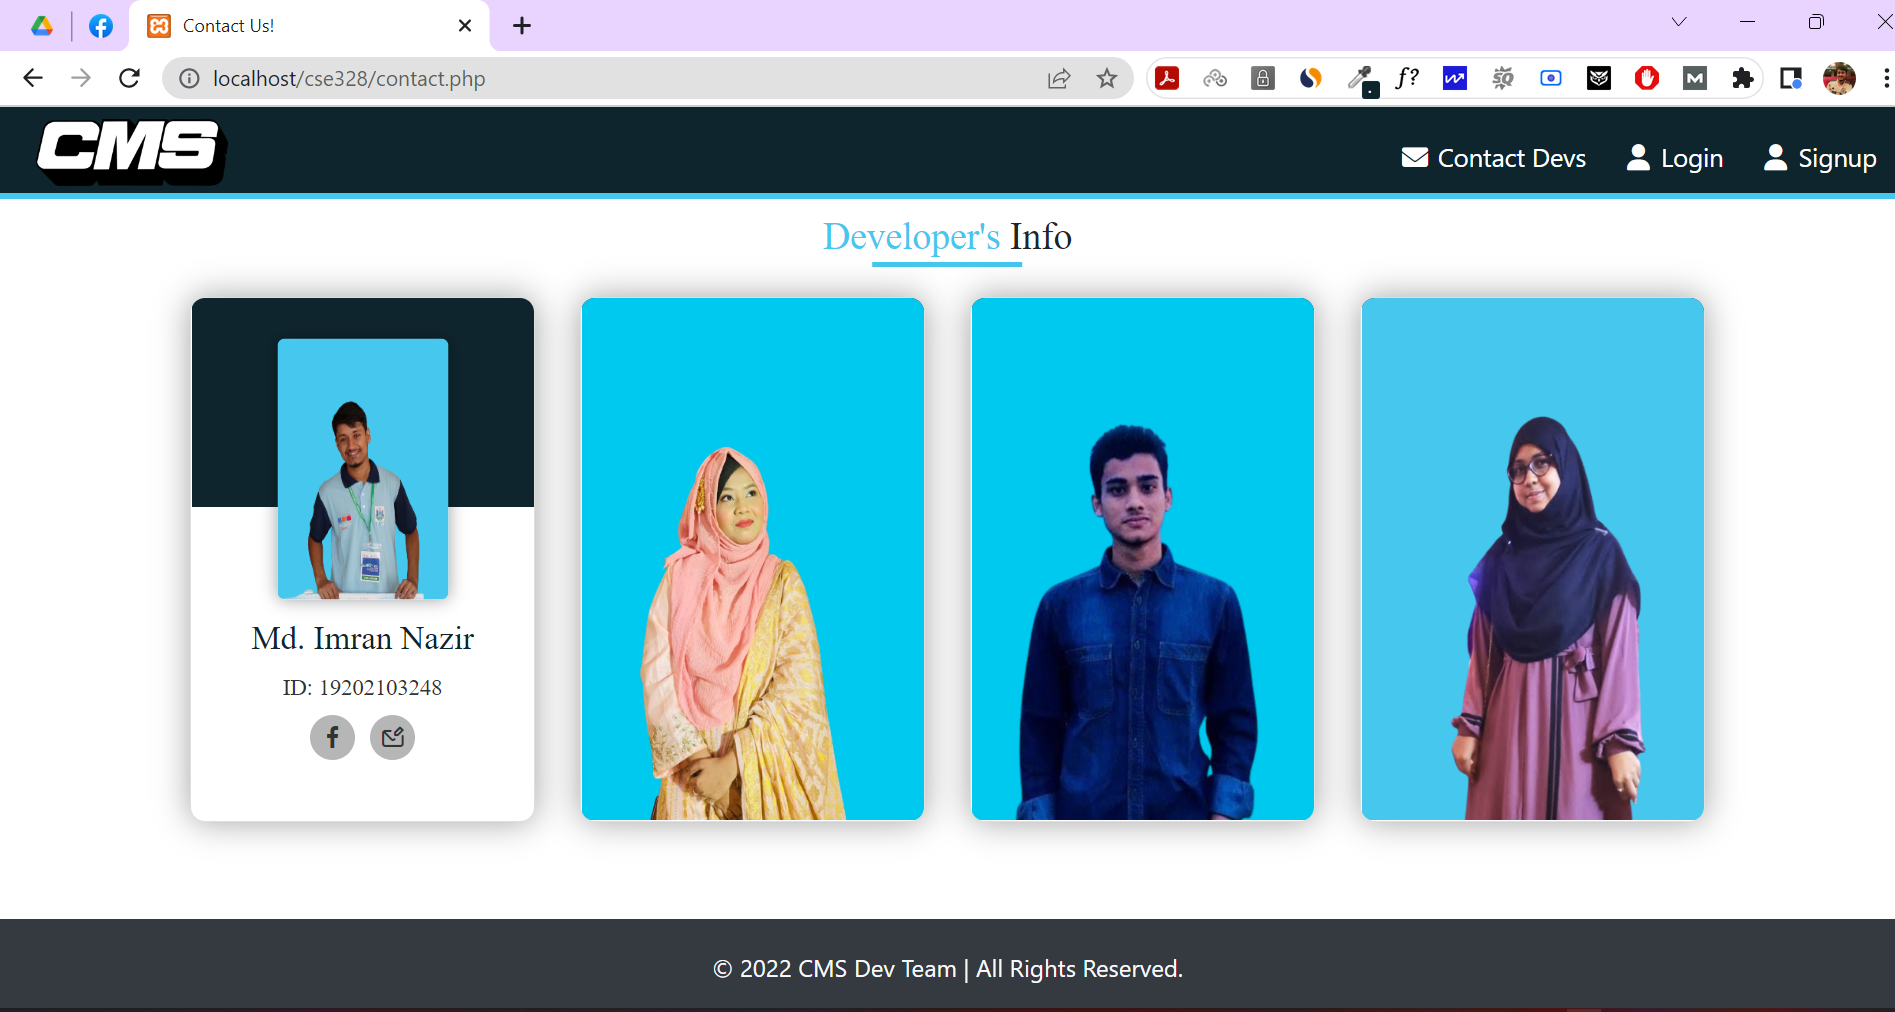 Contact Us!
localhost/cse328/contact.php
f?
CMS
Contact Devs
Login
Signup
Developer's Info
Md. Imran Nazir
ID: 19202103248
© 2022 CMS Dev Team | All Rights Reserved.